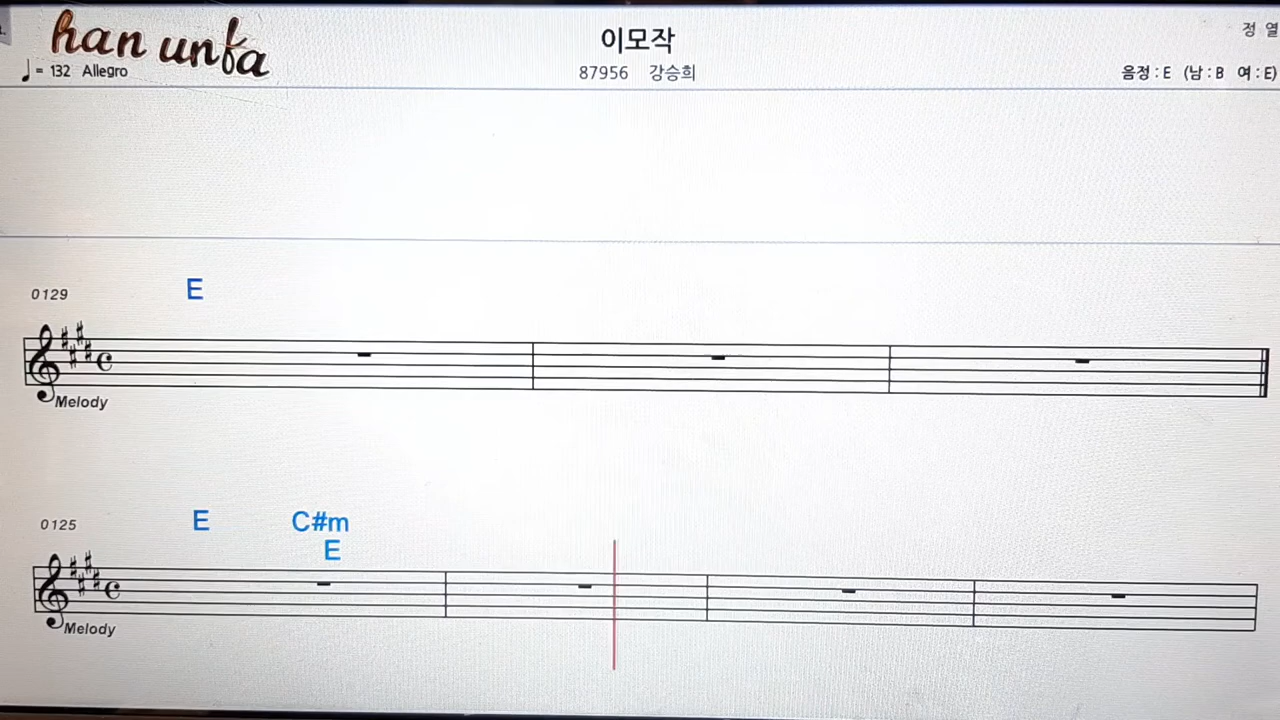 han unfa
이모작
정 열
♩= 132 Allegro
87956 강승희
음정 : E (남 : B 여 : E)
0129
E
Melody
0125
E C#m
E
Melody